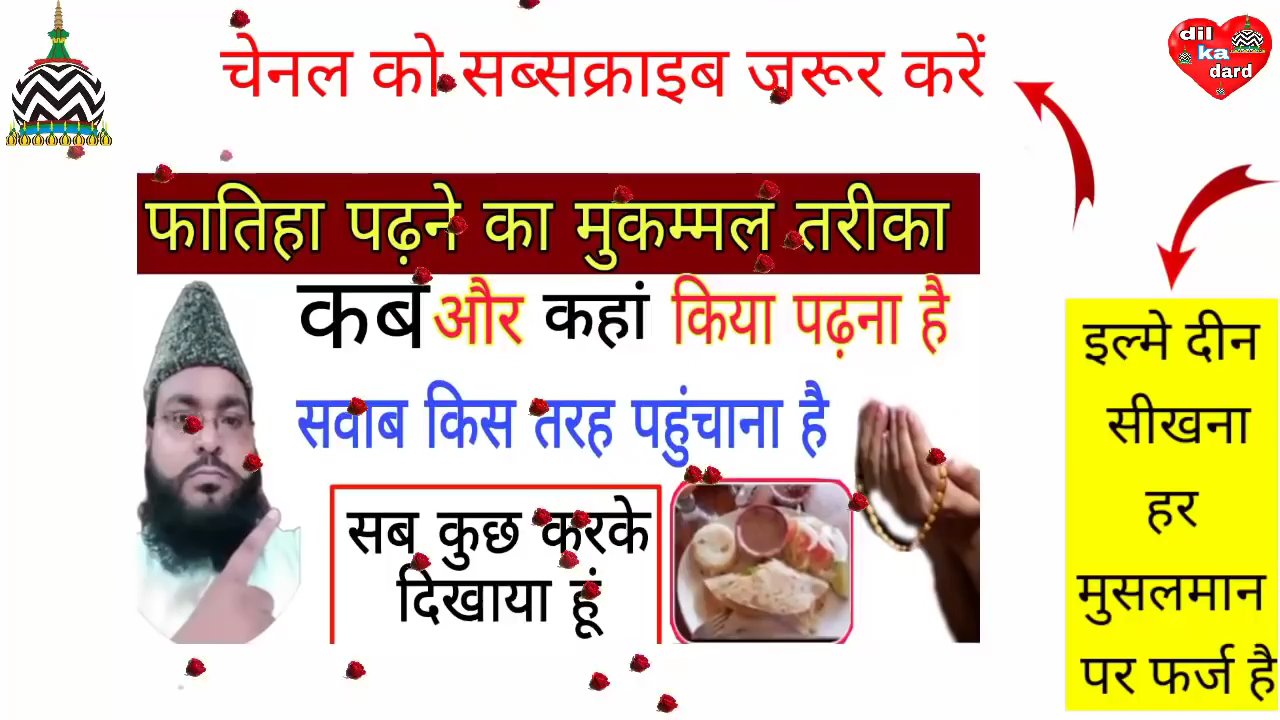 चेनल को सब्सक्राइब जरूर करें
dil
ka
dard
फातिहा पढ़ने का मुकम्मल तरीका
कब और कहां किया पढ़ना है
सवाब किस तरह पहुंचाना है
सब कुछ करके
दिखाया हूं
इल्मे दीन
सीखना
हर
मुसलमान
पर फर्ज है